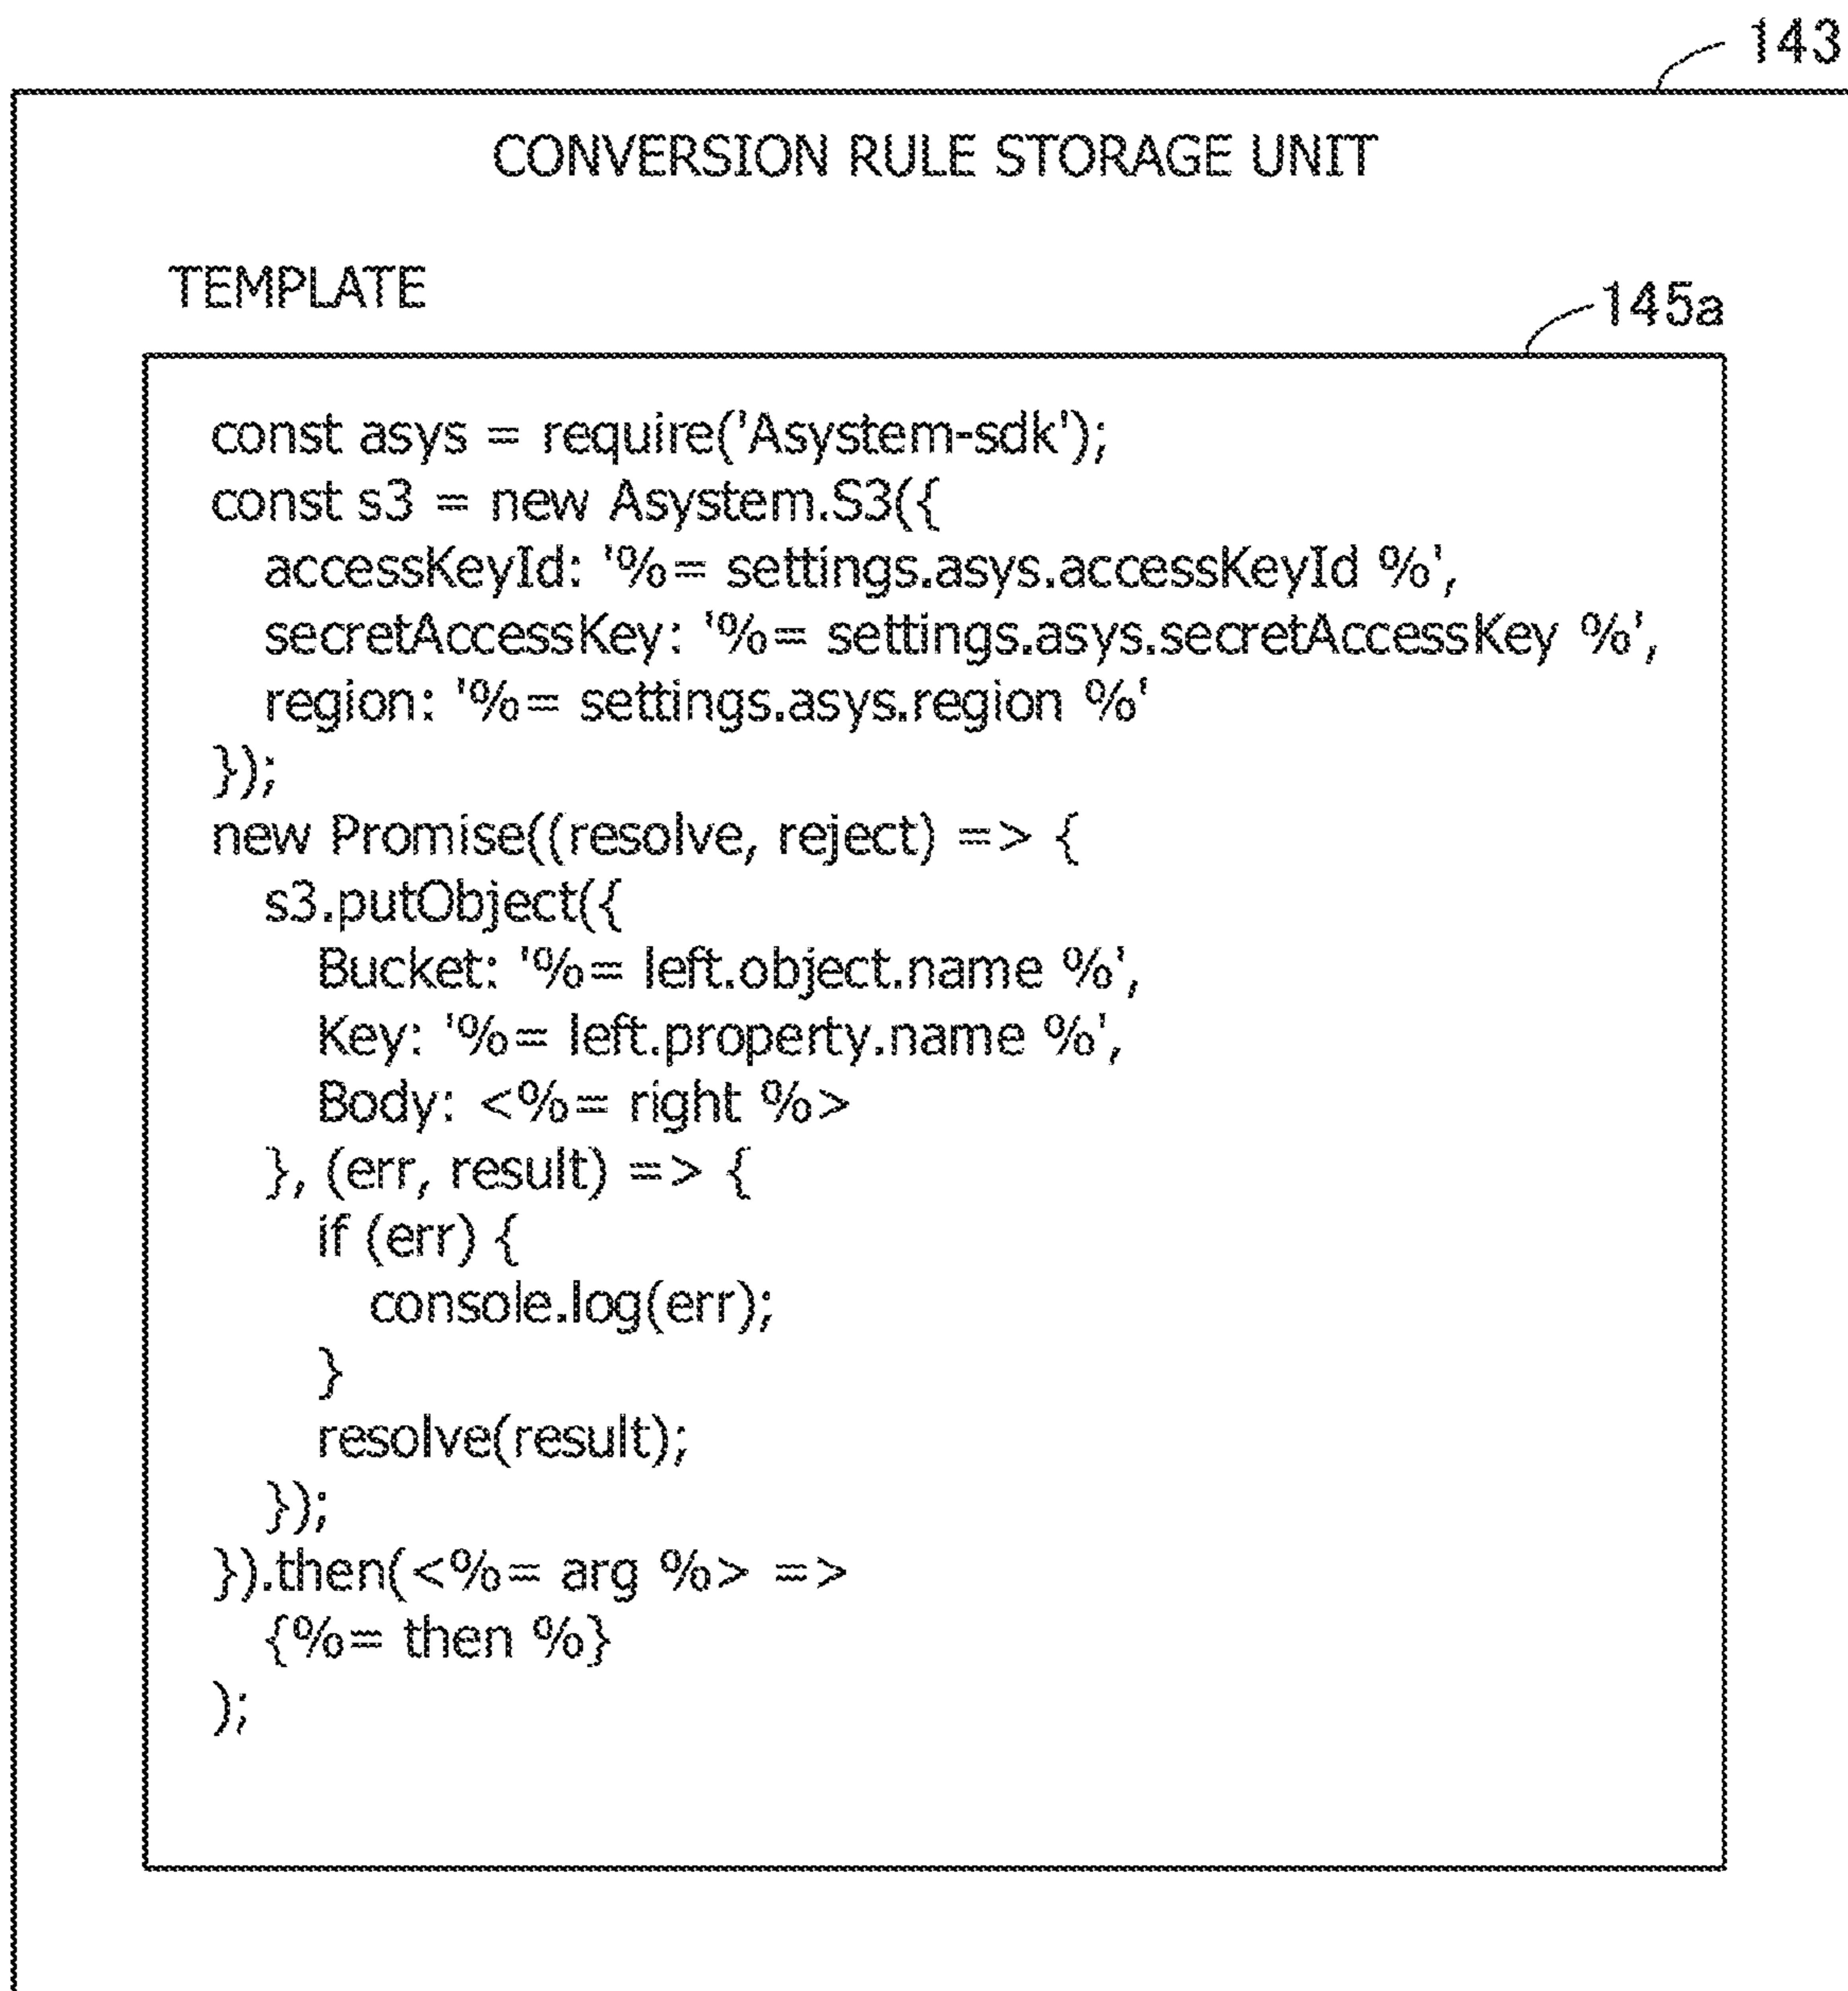 143
CONVERSION RULE STORAGE UNIT
TEMPLATE
145a
const asys = require('Asystem-sdk');
const s3 = new Asystem.S3({
  accessKeyId: '%= settings.asys.accessKeyId %',
  secretAccessKey: '%= settings.asys.secretAccessKey %',
  region: '%= settings.asys.region %'
});
new Promise((resolve, reject) => {
  s3.putObject({
    Bucket: '%= left.object.name %',
    Key: '%= left.property.name %',
    Body: <%= right %>
  }, (err, result) => {
    if (err) {
      console.log(err);
    }
    resolve(result);
  });
}).then(<%= arg %> =>
  {%= then %}
);